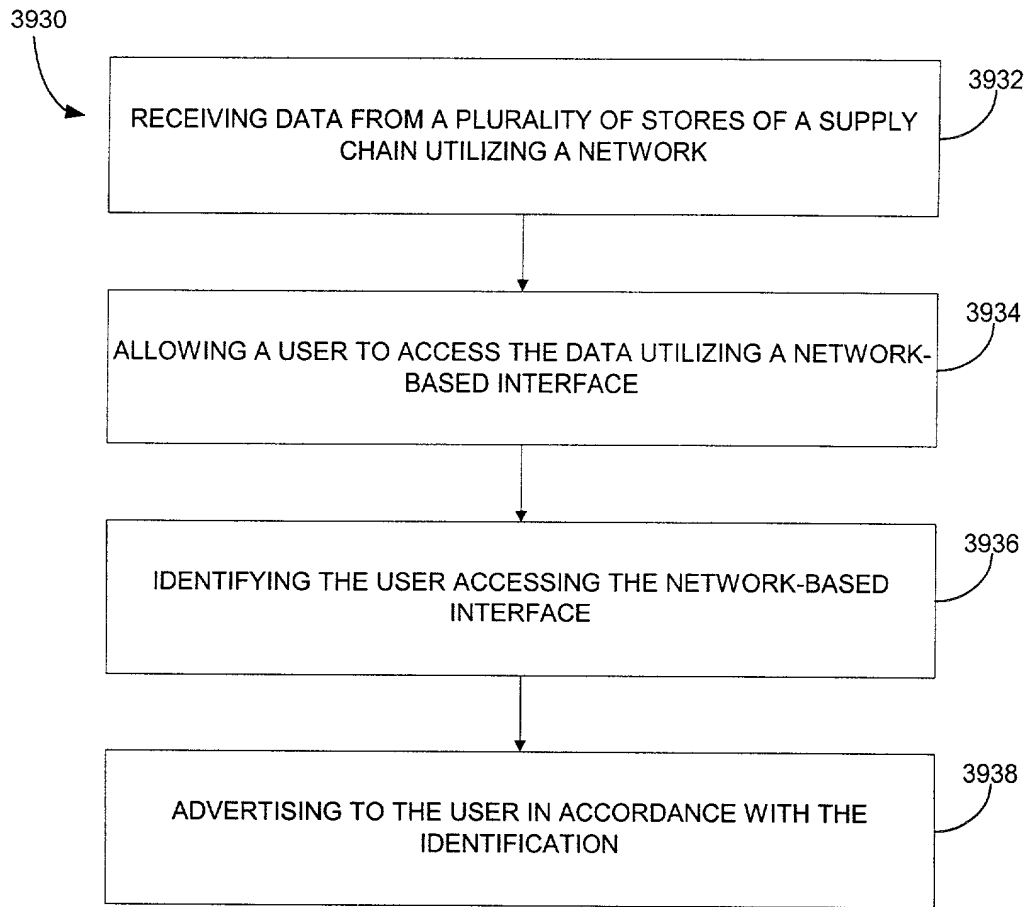 3930
3932
RECEIVING DATA FROM A PLURALITY OF STORES OF A SUPPLY
CHAIN UTILIZING A NETWORK
3934
ALLOWING A USER TO ACCESS THE DATA UTILIZING A NETWORK-
BASED INTERFACE
3936
IDENTIFYING THE USER ACCESSING THE NETWORK-BASED
INTERFACE
3938
ADVERTISING TO THE USER IN ACCORDANCE WITH THE
IDENTIFICATION